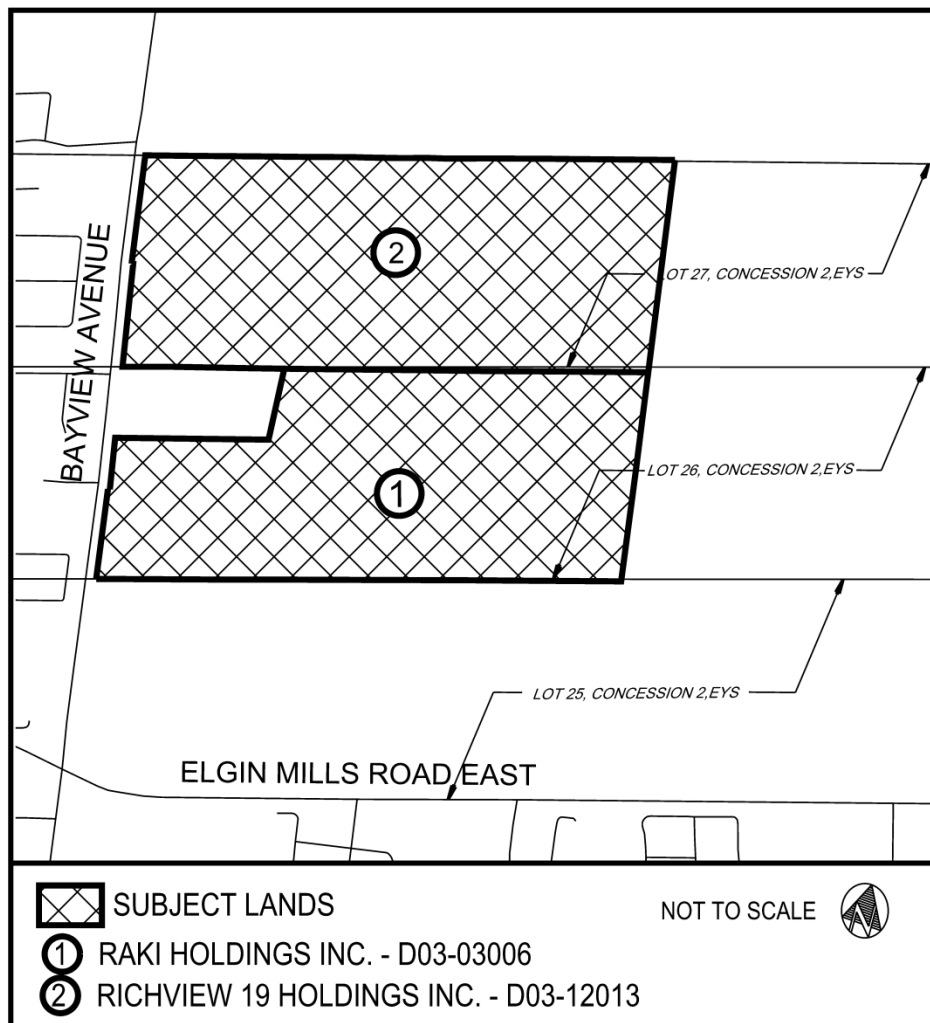 2
LOT 27, CONCESSION 2,EYS
BAYVIEW AVENUE
LOT 26, CONCESSION 2,EYS
1
LOT 25, CONCESSION 2,EYS
ELGIN MILLS ROAD EAST
SUBJECT LANDS
NOT TO SCALE
1 RAKI HOLDINGS INC. - D03-03006
2 RICHVIEW 19 HOLDINGS INC. - D03-12013